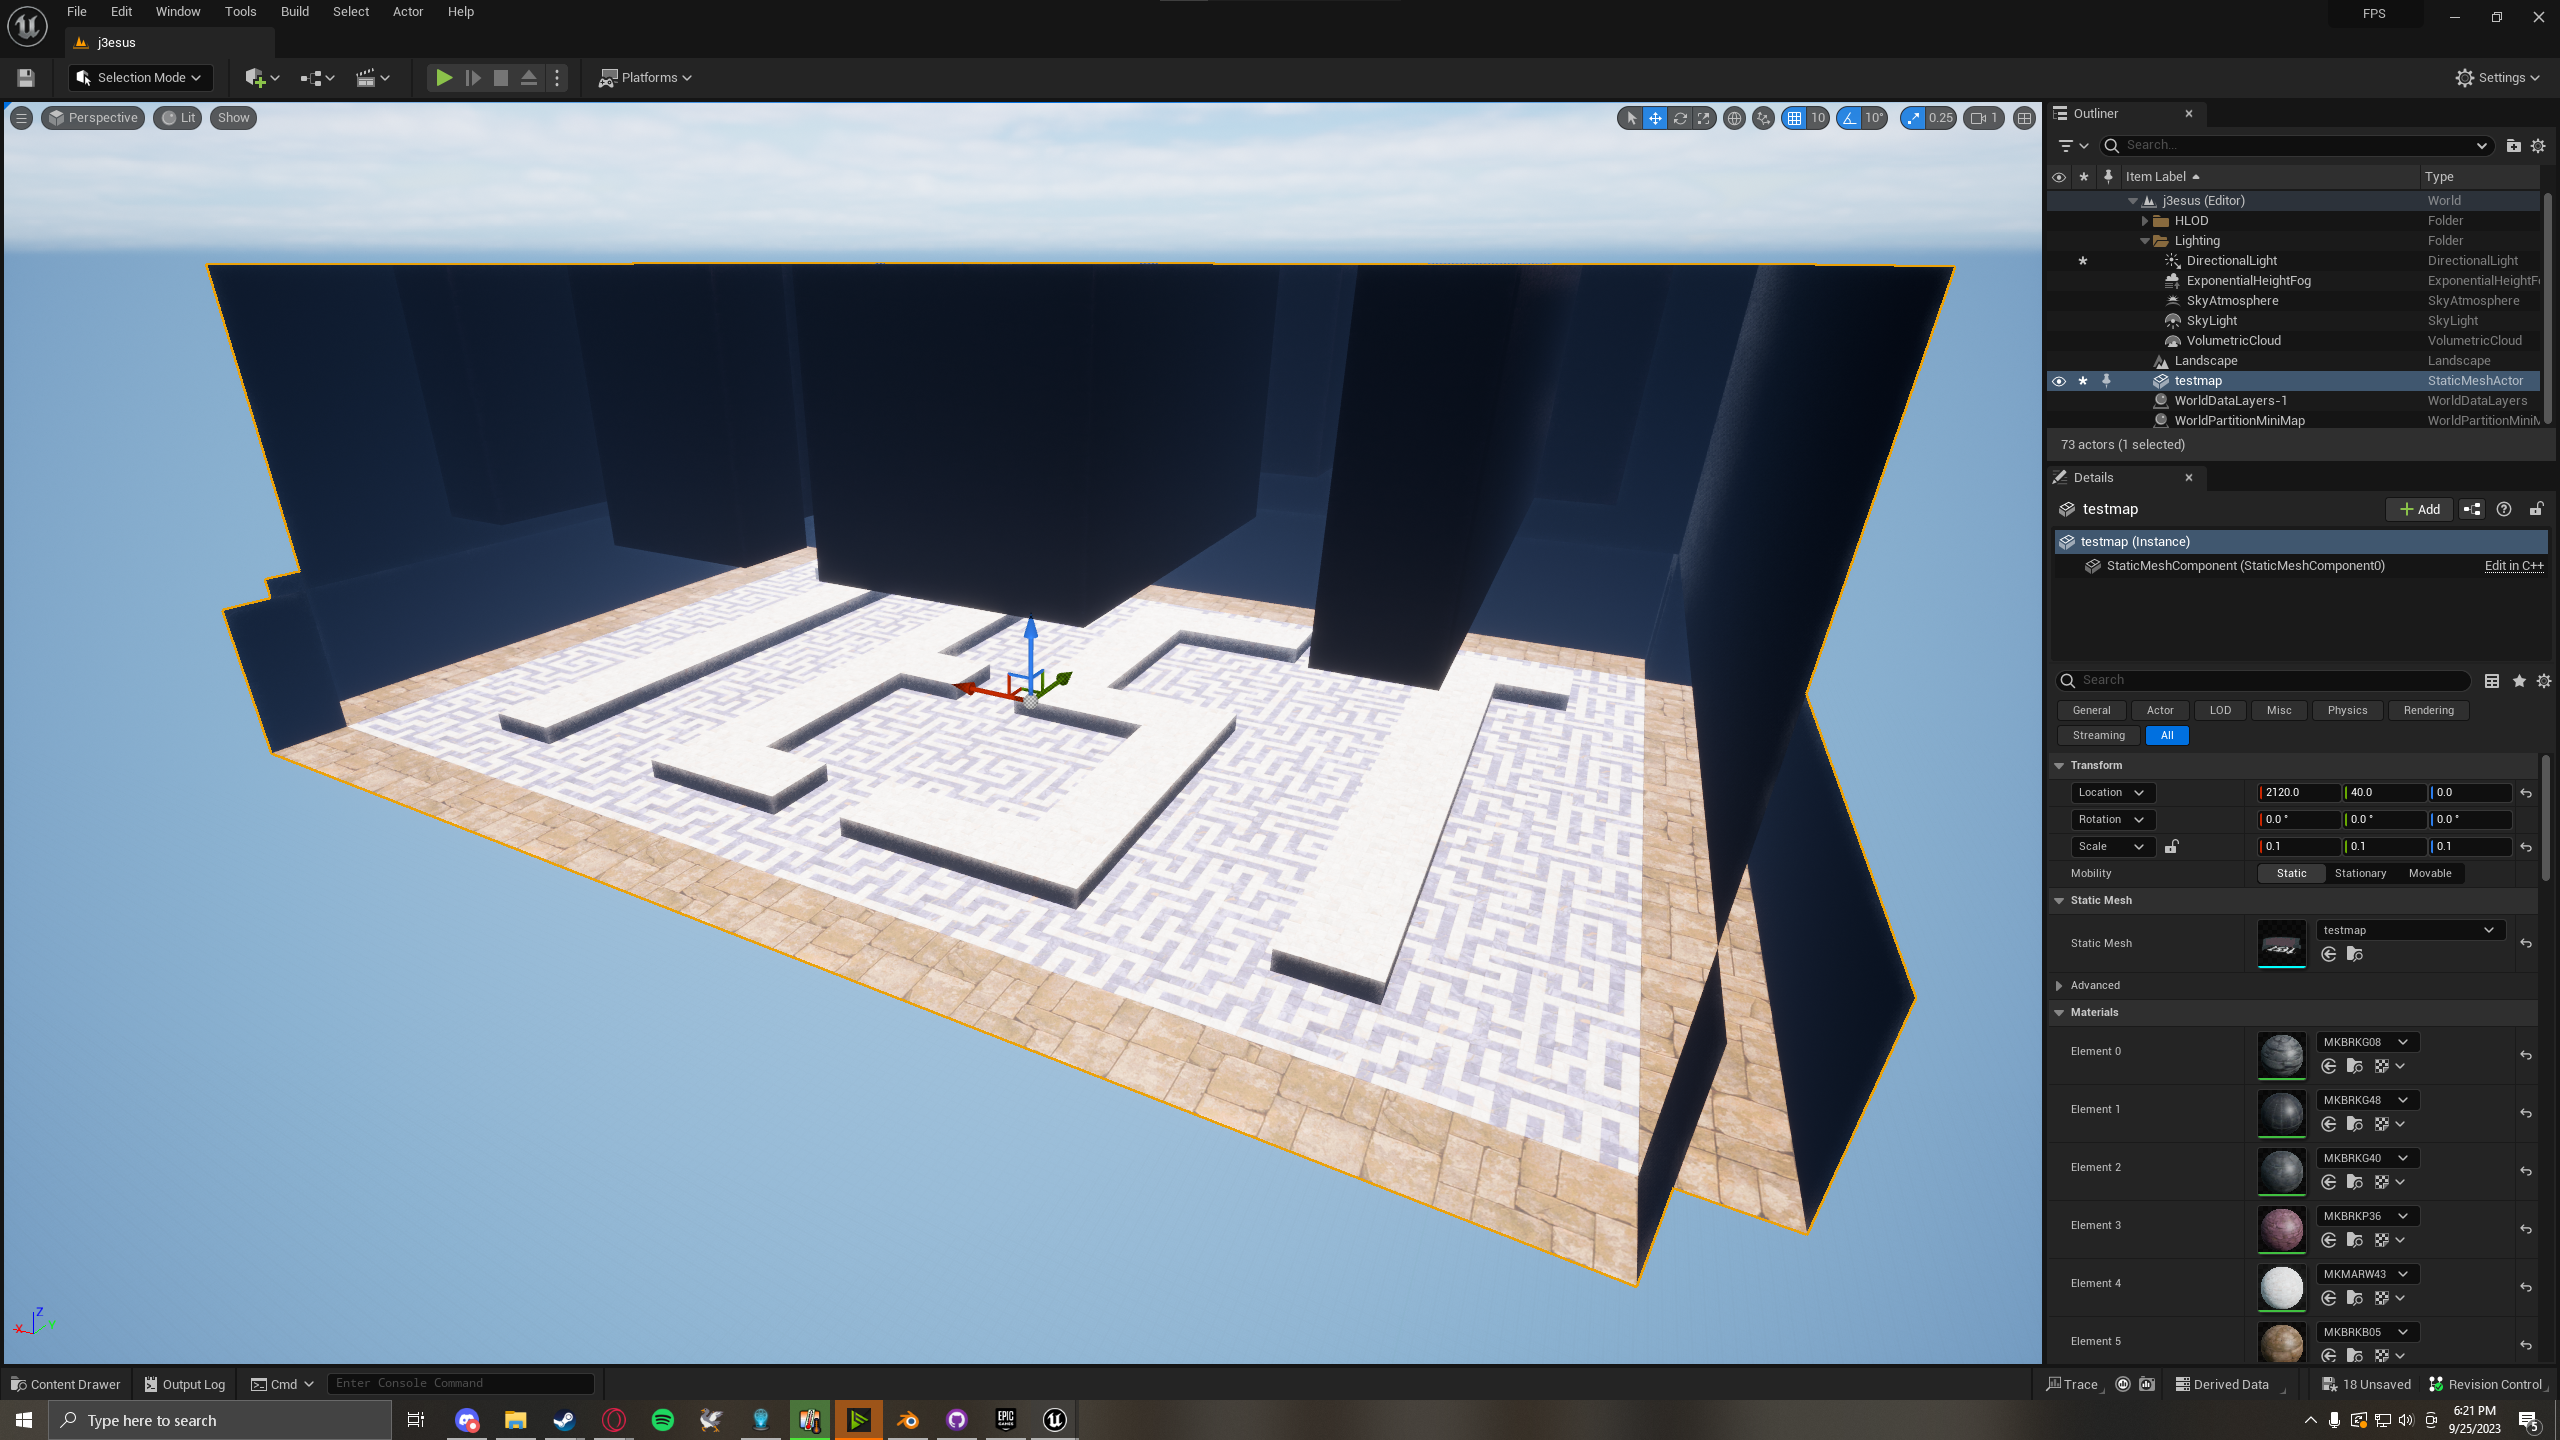 File Edit Window Tools Build Select Actor Help
FPS
j3esus
Selection Mode
Platforms
Settings
Perspective Lit Show
10 10° 0.25 1
Outliner
Search...
Item Label Type
j3esus (Editor) World
HLOD Folder
Lighting Folder
DirectionalLight DirectionalLight
ExponentialHeightFog ExponentialHeightF
SkyAtmosphere SkyAtmosphere
SkyLight SkyLight
VolumetricCloud VolumetricCloud
Landscape Landscape
testmap StaticMeshActor
WorldDataLayers-1 WorldDataLayers
WorldPartitionMiniMap WorldPartitionMiniM
73 actors (1 selected)
Details
testmap
Add
testmap (Instance)
StaticMeshComponent (StaticMeshComponent0) Edit in C++
Search
General Actor LOD Misc Physics Rendering
Streaming All
Transform
Location 2120.0 40.0 0.0
Rotation 0.0 ° 0.0 ° 0.0 °
Scale 0.1 0.1 0.1
Mobility Static Stationary Movable
Static Mesh
Static Mesh testmap
Advanced
Materials
Element 0 MKBRKG08
Element 1 MKBRKG48
Element 2 MKBRKG40
Element 3 MKBRKP36
Element 4 MKMARW43
Element 5 MKBRKB05
Z
X Y
Content Drawer Output Log Cmd Enter Console Command
Trace Derived Data 18 Unsaved Revision Control
Type here to search
EPIC GAMES
6:21 PM
9/25/2023
5